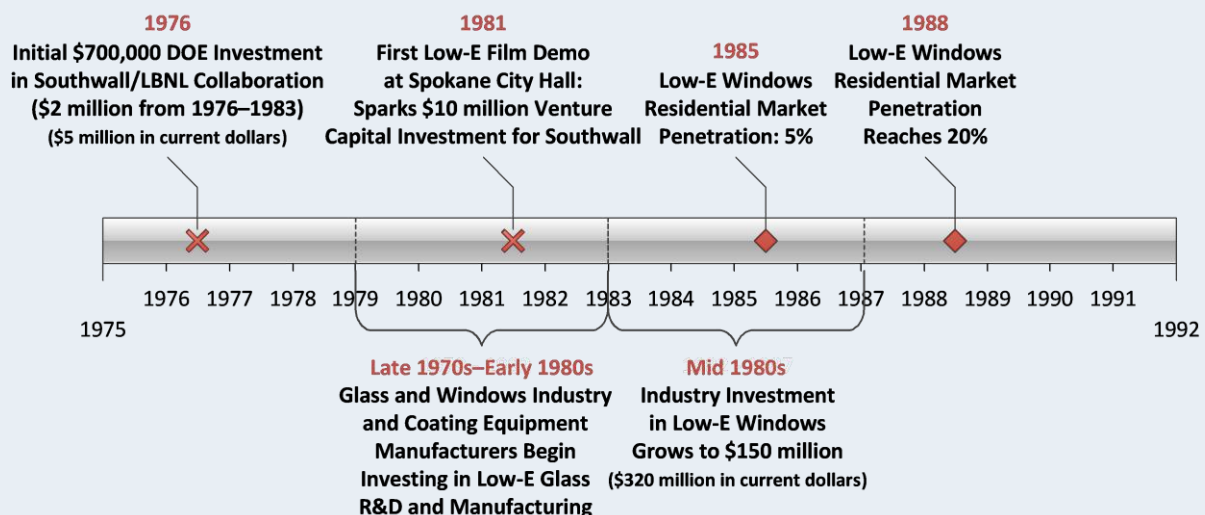 1976
Initial $700,000 DOE Investment
in Southwall/LBNL Collaboration
($2 million from 1976–1983)
($5 million in current dollars)
1981
First Low-E Film Demo
at Spokane City Hall:
Sparks $10 million Venture
Capital Investment for Southwall
1985
Low-E Windows
Residential Market
Penetration: 5%
1988
Low-E Windows
Residential Market
Penetration
Reaches 20%
1976 1977 1978 1979 1980 1981 1982 1983 1984 1985 1986 1987 1988 1989 1990 1991
1975 1992
Late 1970s–Early 1980s
Glass and Windows Industry
and Coating Equipment
Manufacturers Begin
Investing in Low-E Glass
R&D and Manufacturing
Mid 1980s
Industry Investment
in Low-E Windows
Grows to $150 million
($320 million in current dollars)